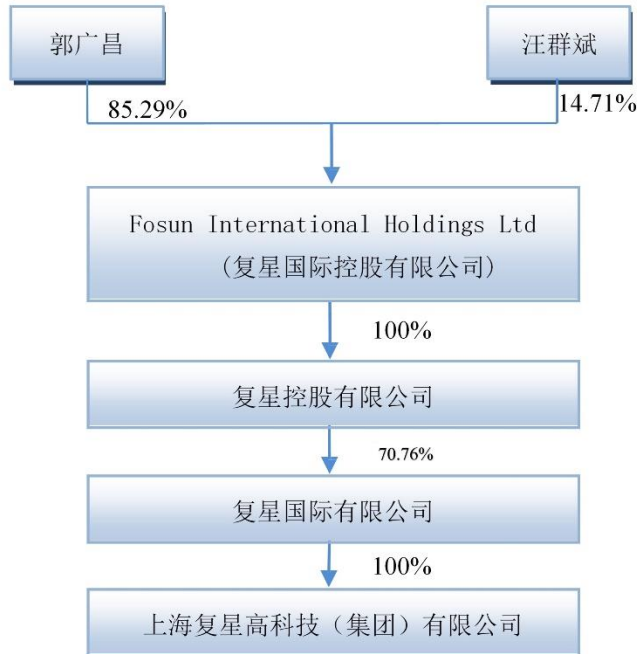 郭广昌
汪群斌
85.29%
14.71%
Fosun International Holdings Ltd
(复星国际控股有限公司)
100%
复星控股有限公司
70.76%
复星国际有限公司
100%
上海复星高科技（集团）有限公司